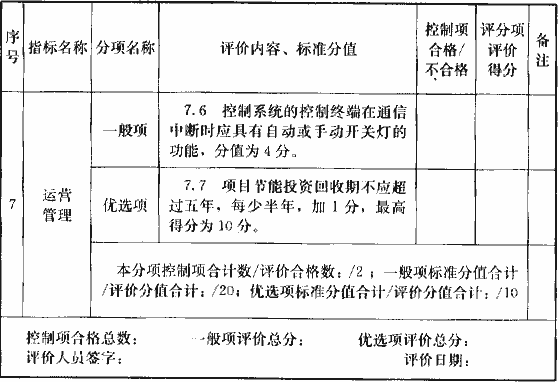 序号 指标名称 分项名称 评价内容、标准分值 控制项合格/不合格 评分项评价得分 备注
7 运营管理
一般项
7.6 控制系统的控制终端在通信
中断时应具有自动或手动开关灯的
功能，分值为4分。
优选项
7.7 项目节能投资回收期不应超
过五年，每少半年，加1分，最高
得分为10分。
本分项控制项合计数/评价合格数：/2；一般项标准分值合计
/评价分值合计：/20；优选项标准分值合计/评价分值合计：/10
控制项合格总数： 一般项评价总分： 优选项评价总分：
评价人员签字： 评价日期：